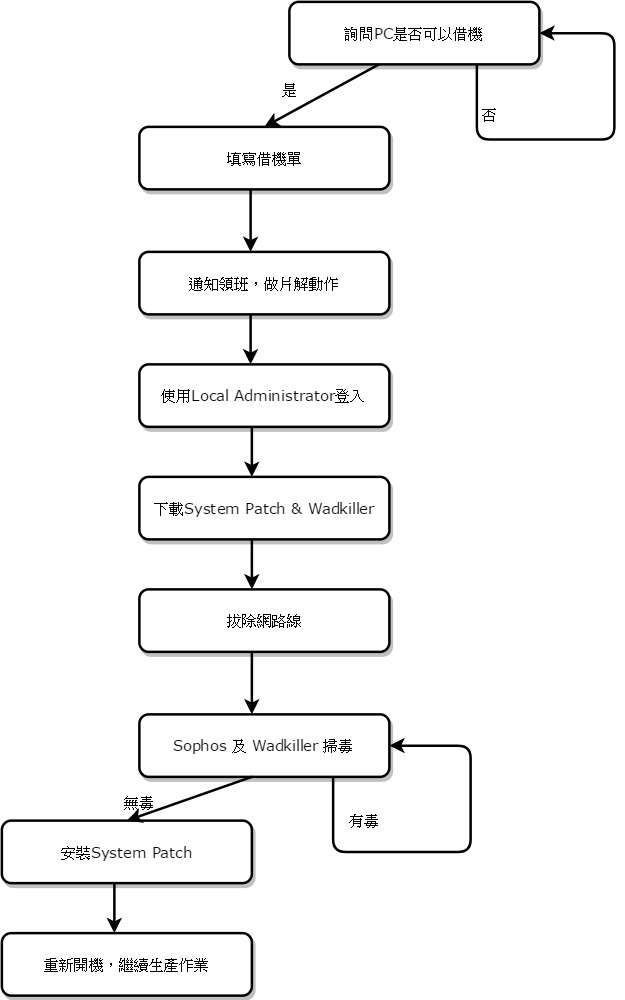 詢問PC是否可以借機
是
否
填寫借機單
通知領班，做片解動作
使用Local Administrator登入
下載System Patch & Wadkiller
拔除網路線
Sophos 及 Wadkiller 掃毒
無毒
有毒
安裝System Patch
重新開機，繼續生產作業